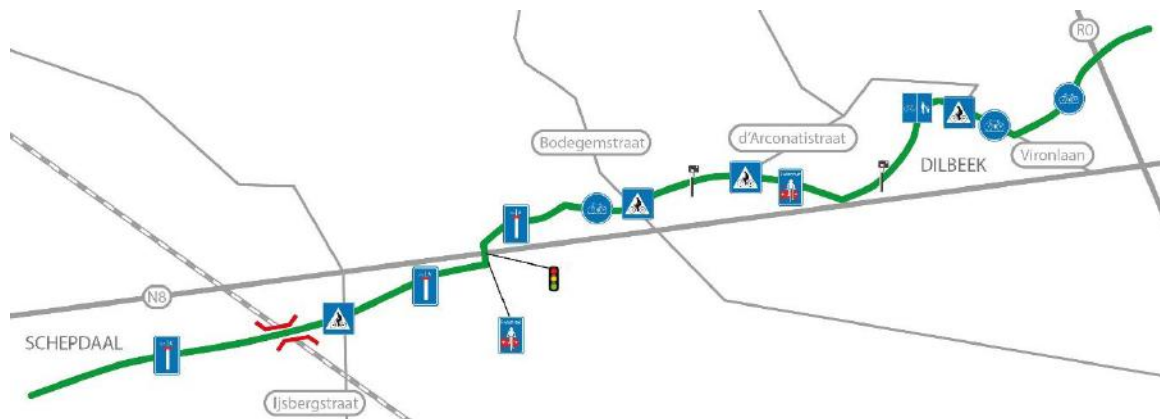 R0
Bodegemstraat
d'Arconatistraat
DILBEEK
Vironlaan
N8
SCHEPDAAL
Ijsbergstraat